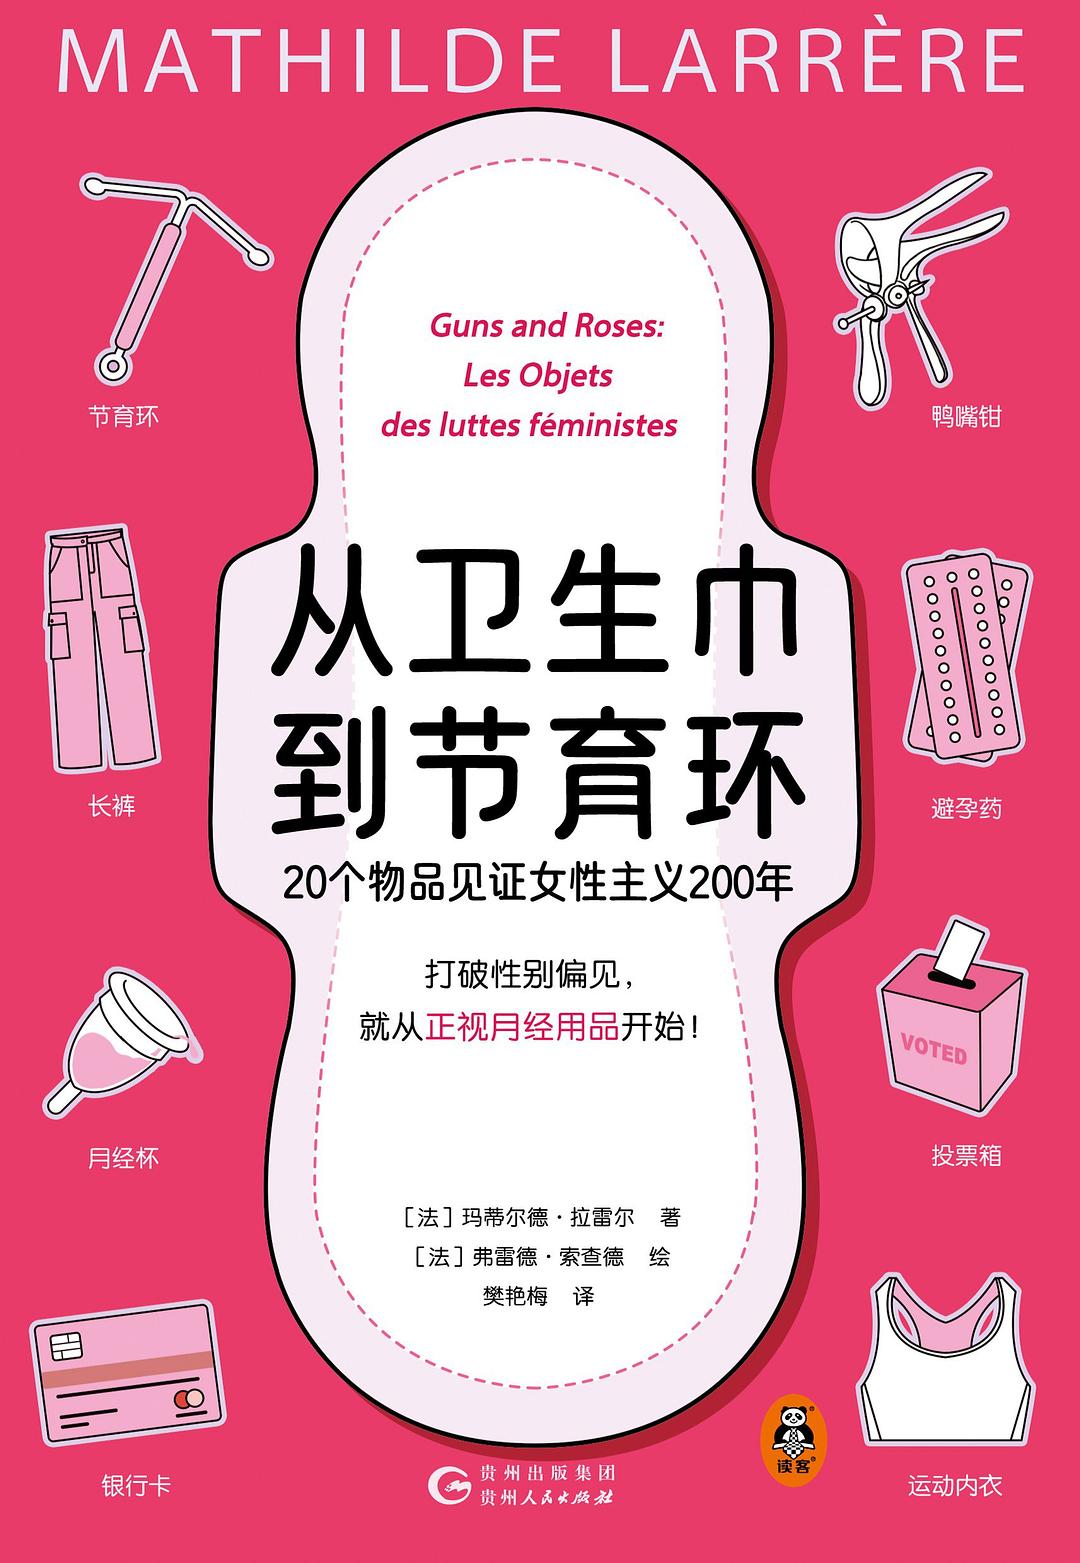 MATHILDE LARRÈRE
Guns and Roses:
Les Objets
des luttes féministes
节育环
鸭嘴钳
从卫生巾
到节育环
20个物品见证女性主义200年
长裤
避孕药
打破性别偏见，
就从正视月经用品开始！
VOTED
月经杯
投票箱
［法］玛蒂尔德·拉雷尔 著
［法］弗雷德·索查德 绘
樊艳梅 译
银行卡
运动内衣
读客®
贵州出版集团
贵州人民出版社